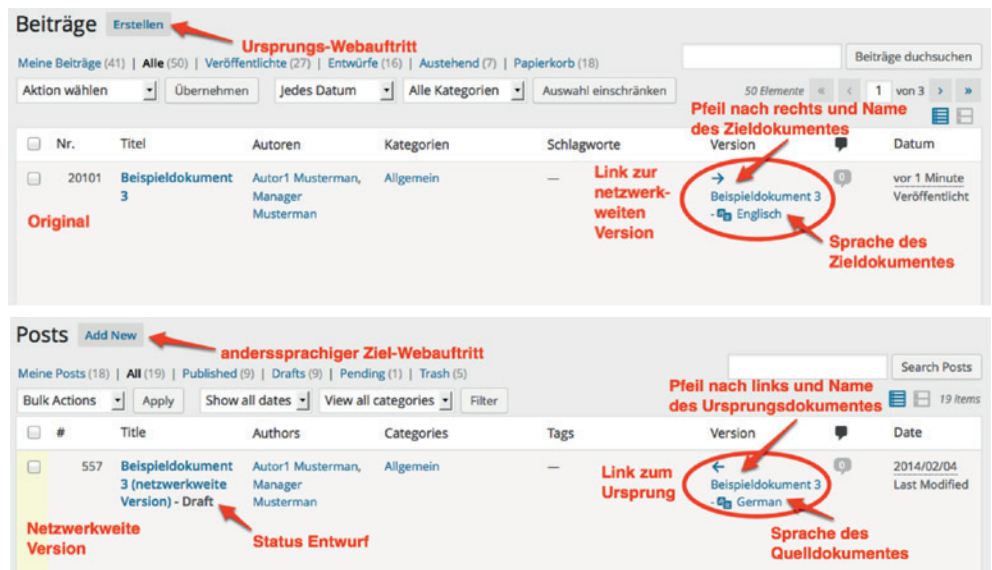 Beiträge Erstellen
Ursprungs-Webauftritt
Meine Beiträge (41) | Alle (50) | Veröffentlichte (27) | Entwürfe (16) | Austehend (7) | Papierkorb (18)
Beiträge duchsuchen
Aktion wählen Übernehmen Jedes Datum Alle Kategorien Auswahl einschränken 50 Elemente « ‹ 1 von 3 › »
Pfeil nach rechts und Name
des Zieldokumentes
Nr. Titel Autoren Kategorien Schlagworte Version Datum
20101 Beispieldokument 3
Autor1 Musterman,
Manager
Musterman
Allgemein
—
Link zur
netzwerk-
weiten
Version
→
Beispieldokument 3
- Englisch
0
vor 1 Minute
Veröffentlicht
Original
Sprache des
Zieldokumentes
Posts Add New
anderssprachiger Ziel-Webauftritt
Meine Posts (18) | All (19) | Published (9) | Drafts (9) | Pending (1) | Trash (5)
Search Posts
Bulk Actions Apply Show all dates View all categories Filter
Pfeil nach links und Name
des Ursprungsdokumentes
19 items
# Title Authors Categories Tags Version Date
557 Beispieldokument
3 (netzwerkweite
Version) - Draft
Autor1 Musterman,
Manager
Musterman
Allgemein
—
Link zum
Ursprung
←
Beispieldokument 3
- German
0
2014/02/04
Last Modified
Netzwerkweite
Version
Status Entwurf
Sprache des
Quelldokumentes